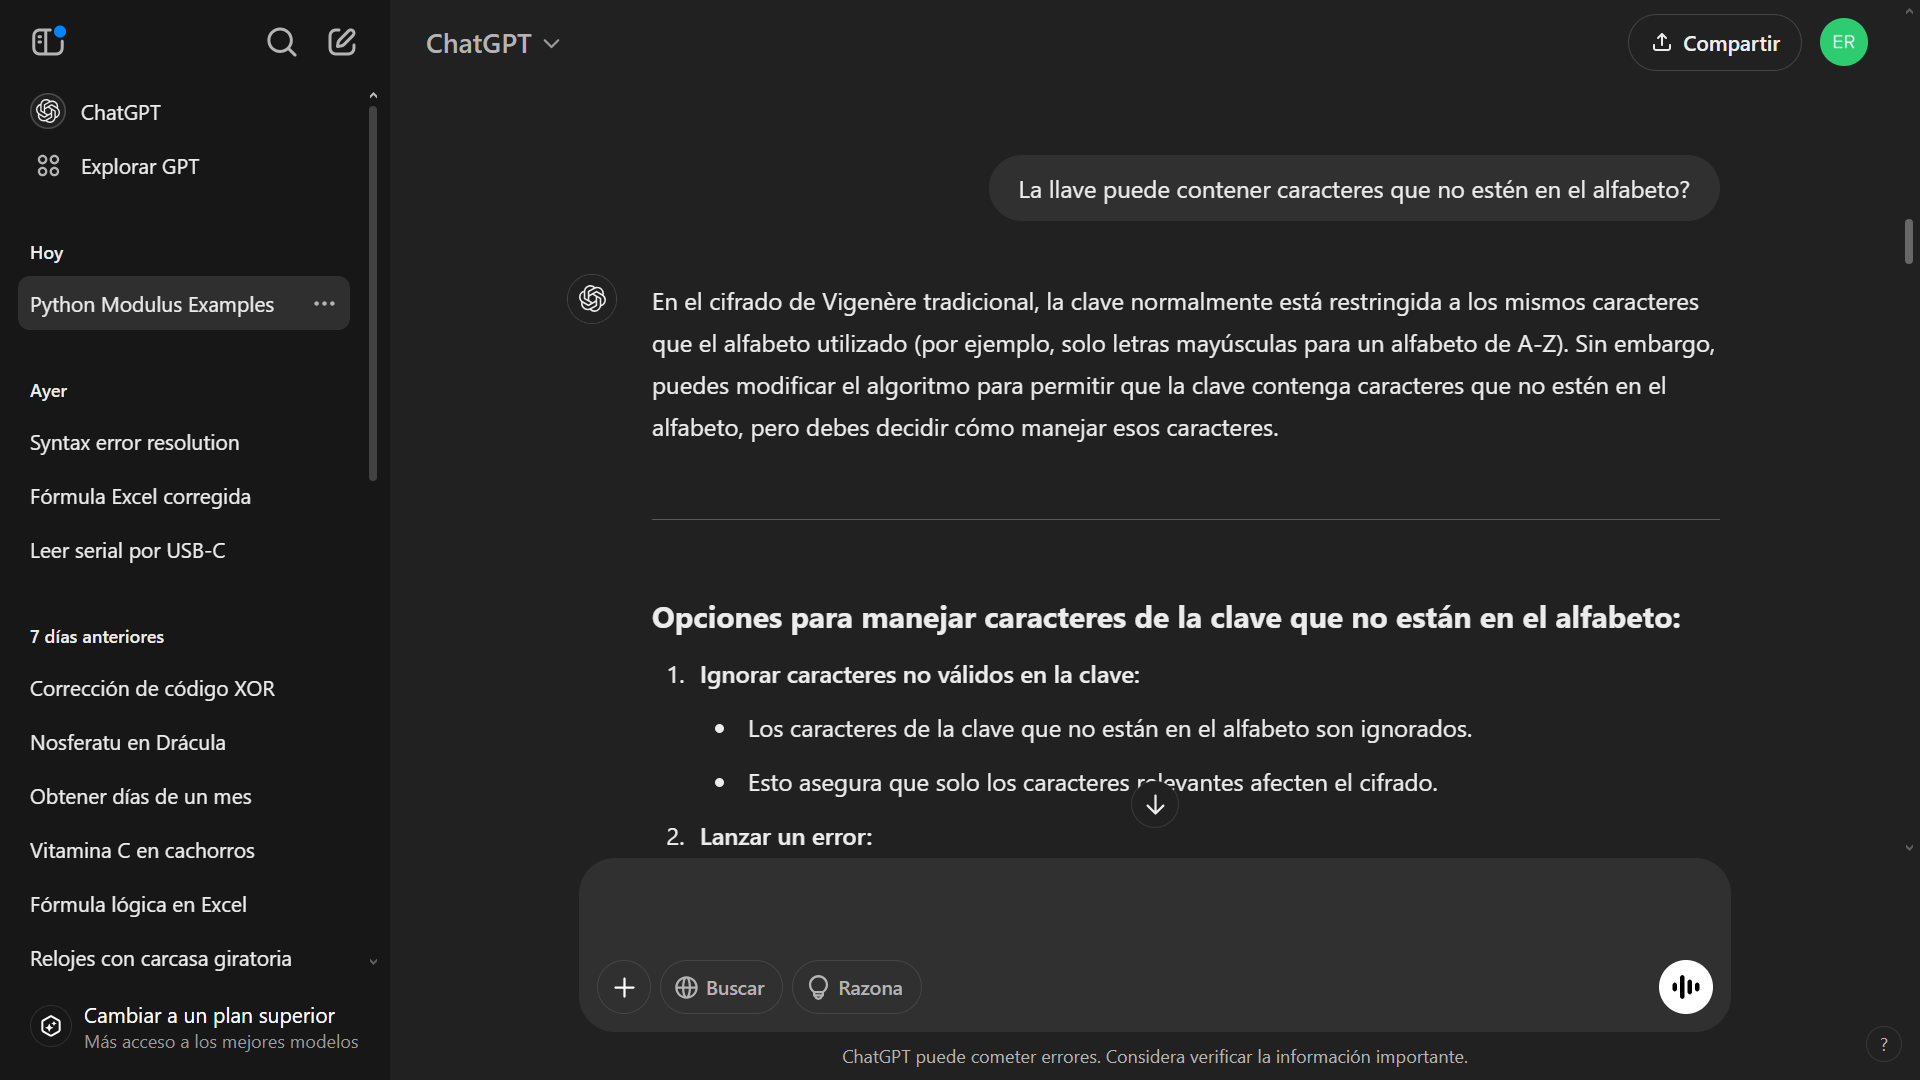 ChatGPT
Explorar GPT
Hoy
Python Modulus Examples
Ayer
Syntax error resolution
Fórmula Excel corregida
Leer serial por USB-C
7 días anteriores
Corrección de código XOR
Nosferatu en Drácula
Obtener días de un mes
Vitamina C en cachorros
Fórmula lógica en Excel
Relojes con carcasa giratoria
Cambiar a un plan superior
Más acceso a los mejores modelos
ChatGPT
Compartir
ER
La llave puede contener caracteres que no estén en el alfabeto?
En el cifrado de Vigenère tradicional, la clave normalmente está restringida a los mismos caracteres
que el alfabeto utilizado (por ejemplo, solo letras mayúsculas para un alfabeto de A-Z). Sin embargo,
puedes modificar el algoritmo para permitir que la clave contenga caracteres que no estén en el
alfabeto, pero debes decidir cómo manejar esos caracteres.
Opciones para manejar caracteres de la clave que no están en el alfabeto:
1. Ignorar caracteres no válidos en la clave:
• Los caracteres de la clave que no están en el alfabeto son ignorados.
• Esto asegura que solo los caracteres relevantes afecten el cifrado.
2. Lanzar un error:
Buscar
Razona
ChatGPT puede cometer errores. Considera verificar la información importante.
?